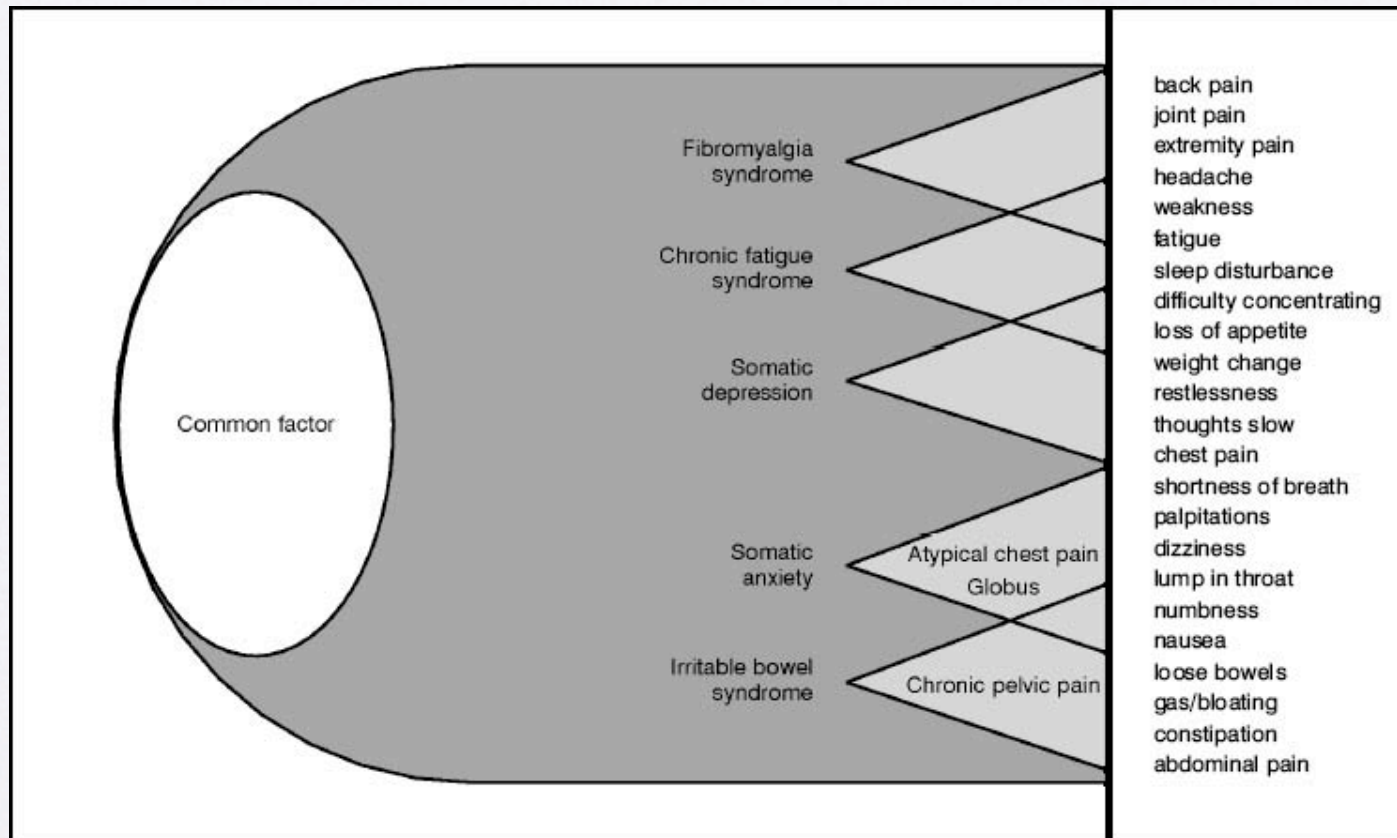 Fibromyalgia
syndrome
Chronic fatigue
syndrome
Somatic
depression
Common factor
Somatic
anxiety
Atypical chest pain
Globus
Irritable bowel
syndrome
Chronic pelvic pain
back pain
joint pain
extremity pain
headache
weakness
fatigue
sleep disturbance
difficulty concentrating
loss of appetite
weight change
restlessness
thoughts slow
chest pain
shortness of breath
palpitations
dizziness
lump in throat
numbness
nausea
loose bowels
gas/bloating
constipation
abdominal pain